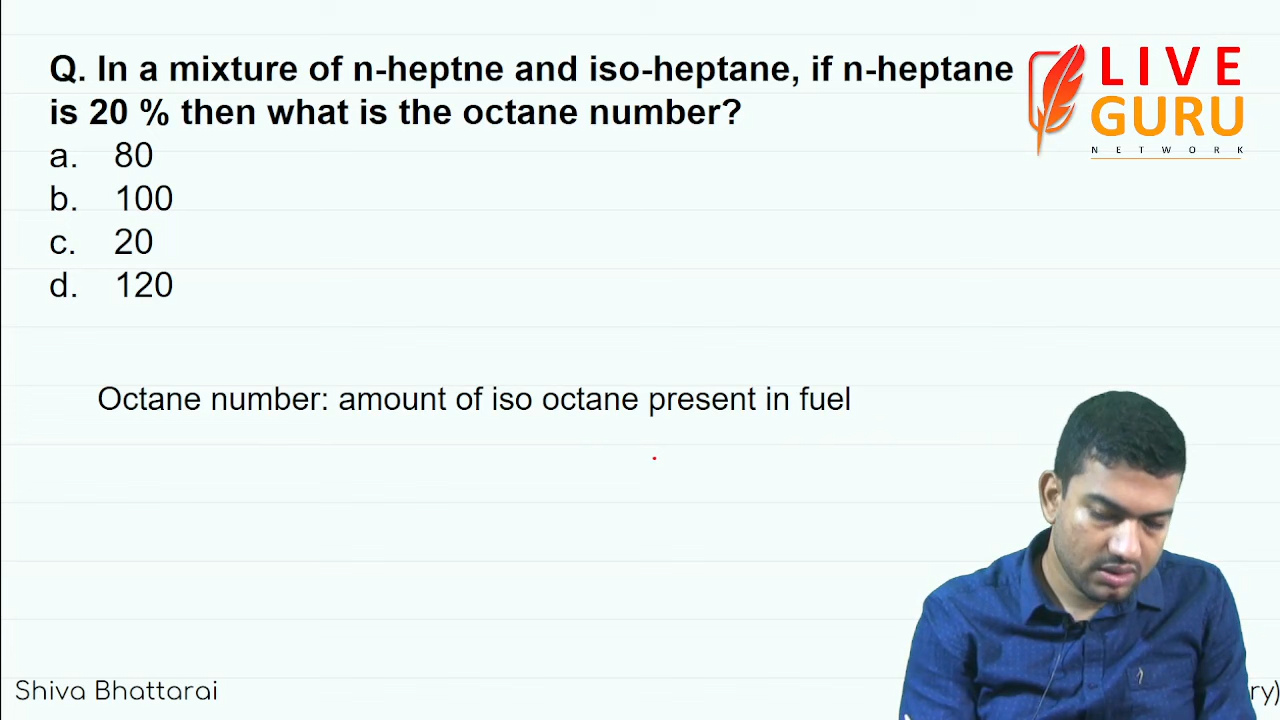 Q. In a mixture of n-heptne and iso-heptane, if n-heptane
is 20 % then what is the octane number?
a. 80
b. 100
c. 20
d. 120
Octane number: amount of iso octane present in fuel
LIVE
GURU
NETWORK
Shiva Bhattarai
ry)